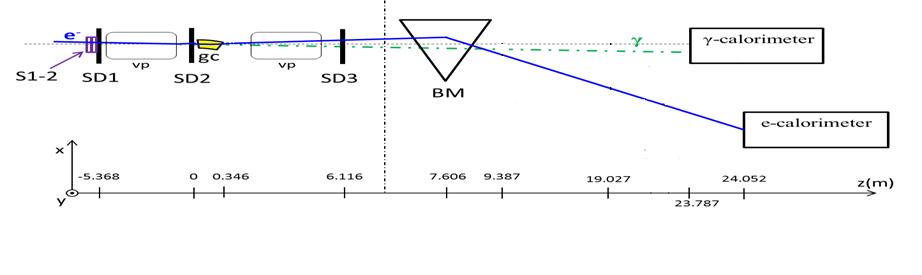 e-
γ
γ-calorimeter
gc
S1-2
SD1
vp
SD2
vp
SD3
BM
e-calorimeter
x
-5.368
0
0.346
6.116
7.606
9.387
19.027
24.052
z(m)
y
23.787